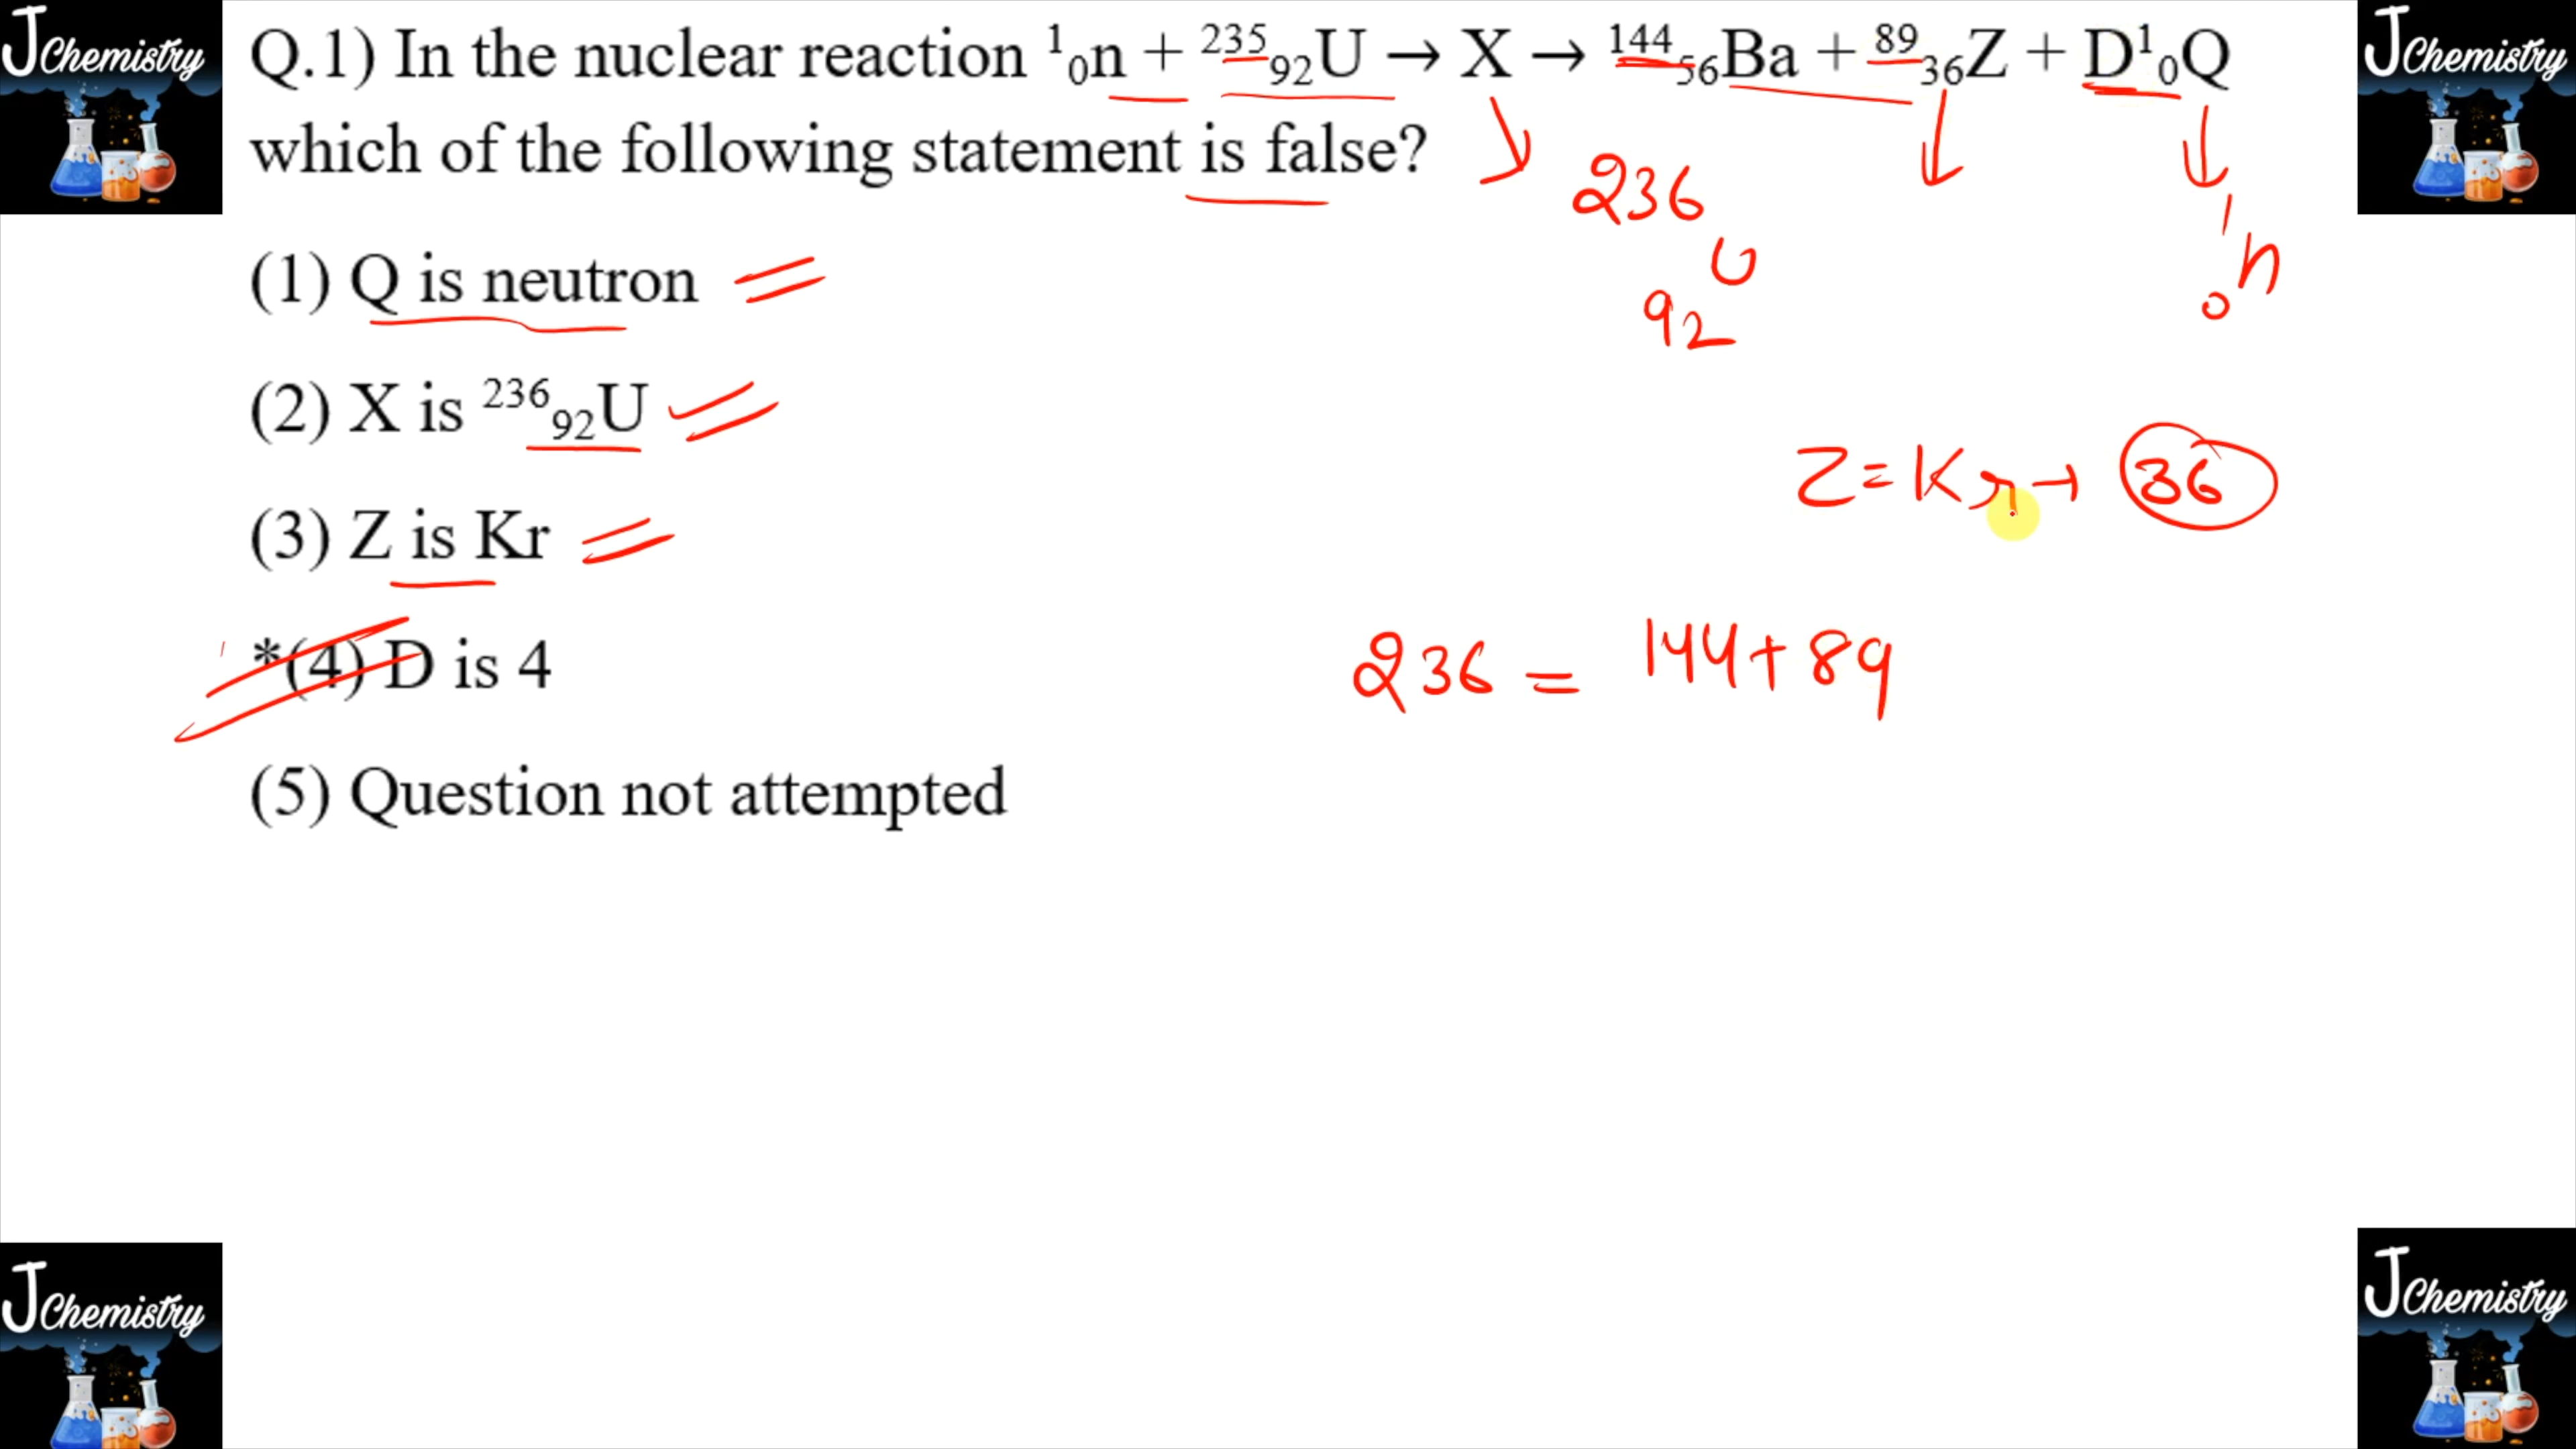 JChemistry
JChemistry
Q.1) In the nuclear reaction ¹₀n + ²³⁵₉₂U → X → ¹⁴⁴₅₆Ba + ⁸⁹₃₆Z + D¹₀Q
which of the following statement is false?
236
U
92
1
n
0
(1) Q is neutron
(2) X is ²³⁶₉₂U
Z = Kr → 36
(3) Z is Kr
*(4) D is 4
236 = 144 + 89
(5) Question not attempted
JChemistry
JChemistry